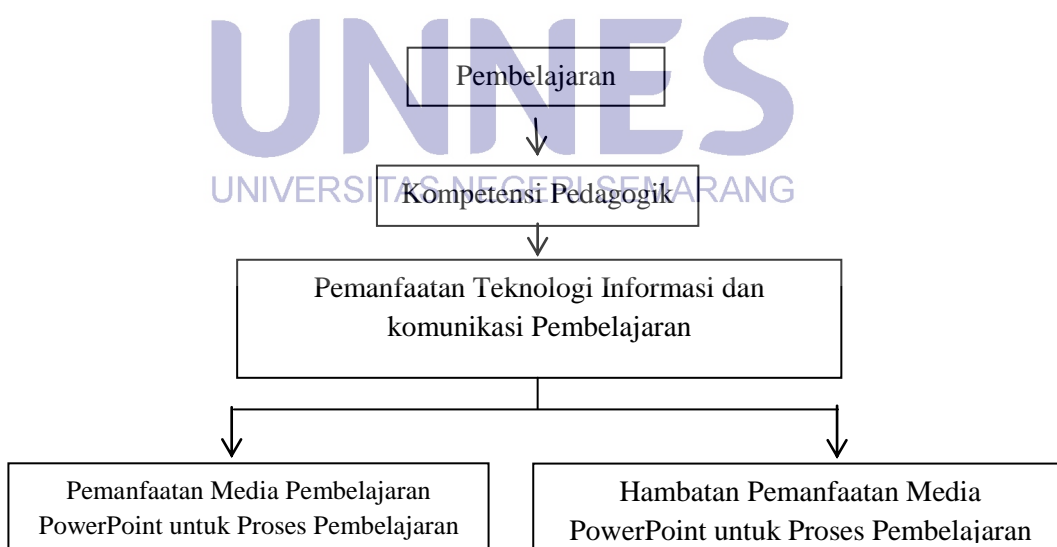 UNNES
Pembelajaran
UNIVERSITAS NEGERI SEMARANG
Kompetensi Pedagogik
Pemanfaatan Teknologi Informasi dan
komunikasi Pembelajaran
Pemanfaatan Media Pembelajaran
PowerPoint untuk Proses Pembelajaran
Hambatan Pemanfaatan Media
PowerPoint untuk Proses Pembelajaran